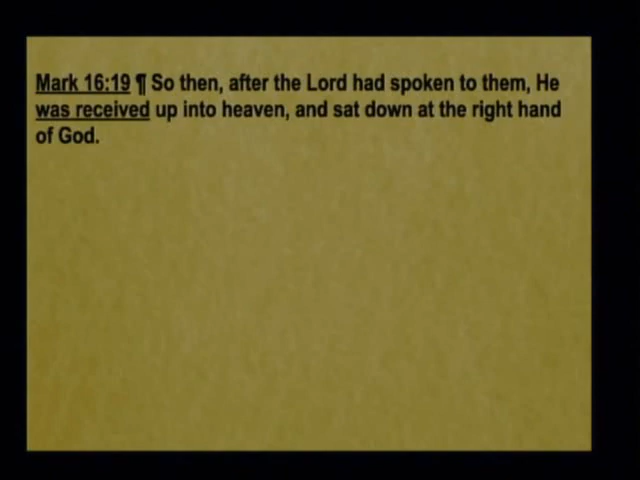 Mark 16:19 ¶ So then, after the Lord had spoken to them, He
was received up into heaven, and sat down at the right hand
of God.